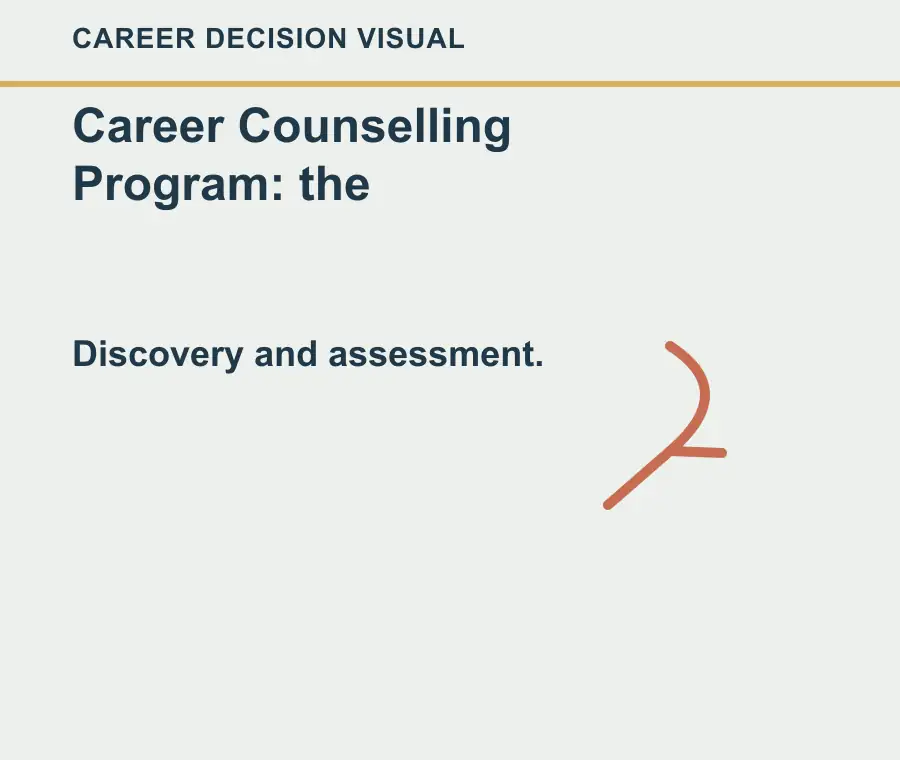 CAREER DECISION VISUAL
Career Counselling
Program: the
Discovery and assessment.